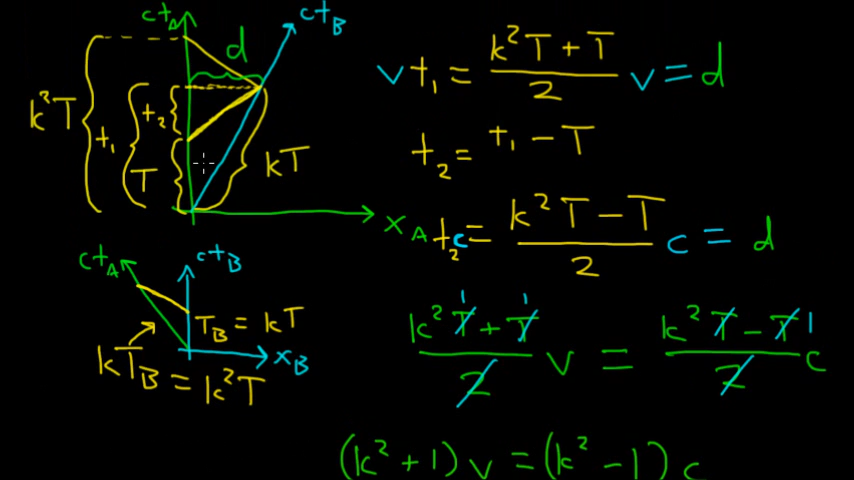 ct_A
d
ct_B
k²T
t₁
t₂
T
kT
x_A
vt₁ = (k²T + T)/2 v = d
t₂ = t₁ - T
t₂c = (k²T - T)/2 c = d
ct_A
ct_B
T_B = kT
x_B
kT_B = k²T
(k²T + T)/2 v = (k²T - T)/2 c
1 1 1
(k² + 1) v = (k² - 1) c